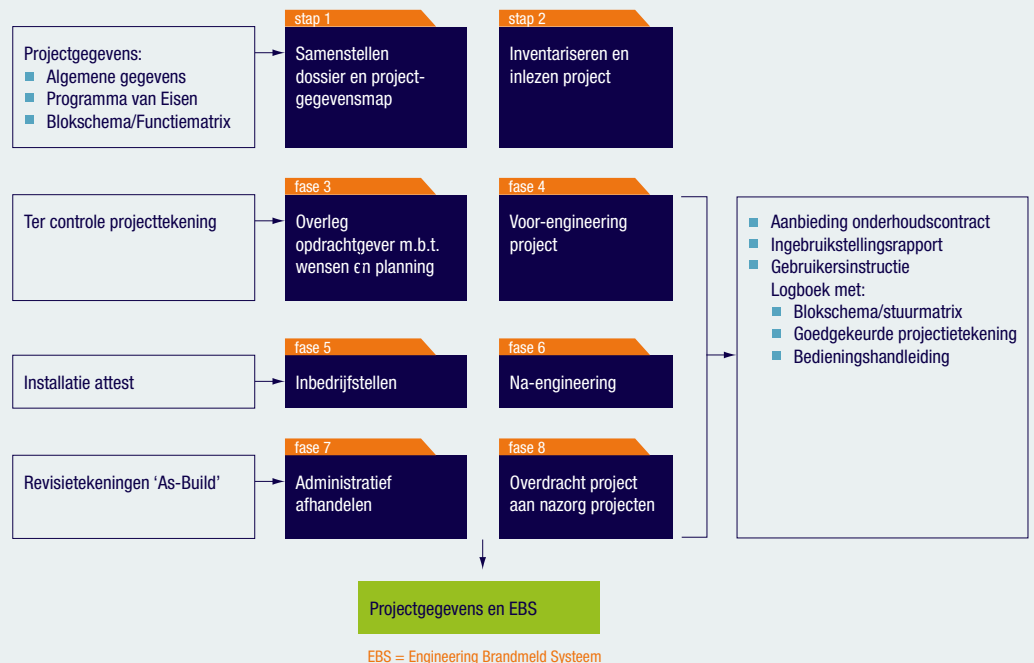 stap 1
stap 2
Projectgegevens:
Algemene gegevens
Programma van Eisen
Blokschema/Functiematrix
Samenstellen
dossier en project-
gegevensmap
Inventariseren en
inlezen project
fase 3
fase 4
Ter controle projecttekening
Overleg
opdrachtgever m.b.t.
wensen en planning
Voor-engineering
project
Aanbieding onderhoudscontract
Ingebruikstellingsrapport
Gebruikersinstructie
Logboek met:
Blokschema/stuurmatrix
Goedgekeurde projectietekening
Bedieningshandleiding
fase 5
fase 6
Installatie attest
Inbedrijfstellen
Na-engineering
fase 7
fase 8
Revisietekeningen ‘As-Build’
Administratief
afhandelen
Overdracht project
aan nazorg projecten
Projectgegevens en EBS
EBS = Engineering Brandmeld Systeem